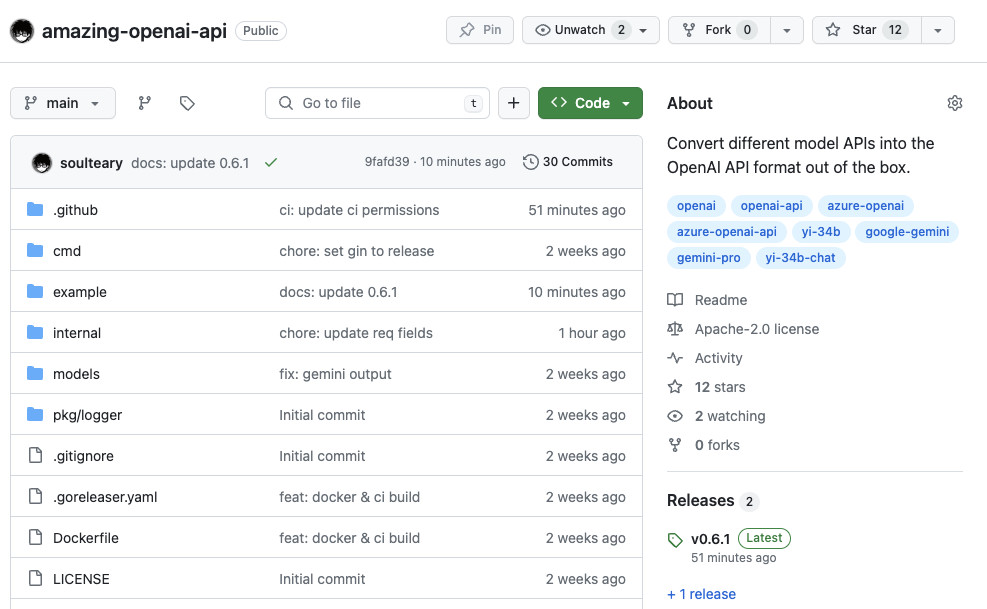 amazing-openai-api Public Pin Unwatch 2 Fork 0 Star 12
main Go to file t + <> Code
soulteary docs: update 0.6.1 9fafd39 · 10 minutes ago 30 Commits
.github ci: update ci permissions 51 minutes ago
cmd chore: set gin to release 2 weeks ago
example docs: update 0.6.1 10 minutes ago
internal chore: update req fields 1 hour ago
models fix: gemini output 2 weeks ago
pkg/logger Initial commit 2 weeks ago
.gitignore Initial commit 2 weeks ago
.goreleaser.yaml feat: docker & ci build 2 weeks ago
Dockerfile feat: docker & ci build 2 weeks ago
LICENSE Initial commit 2 weeks ago
About
Convert different model APIs into the
OpenAI API format out of the box.
openai openai-api azure-openai
azure-openai-api yi-34b google-gemini
gemini-pro yi-34b-chat
Readme
Apache-2.0 license
Activity
12 stars
2 watching
0 forks
Releases 2
v0.6.1 Latest
51 minutes ago
+ 1 release